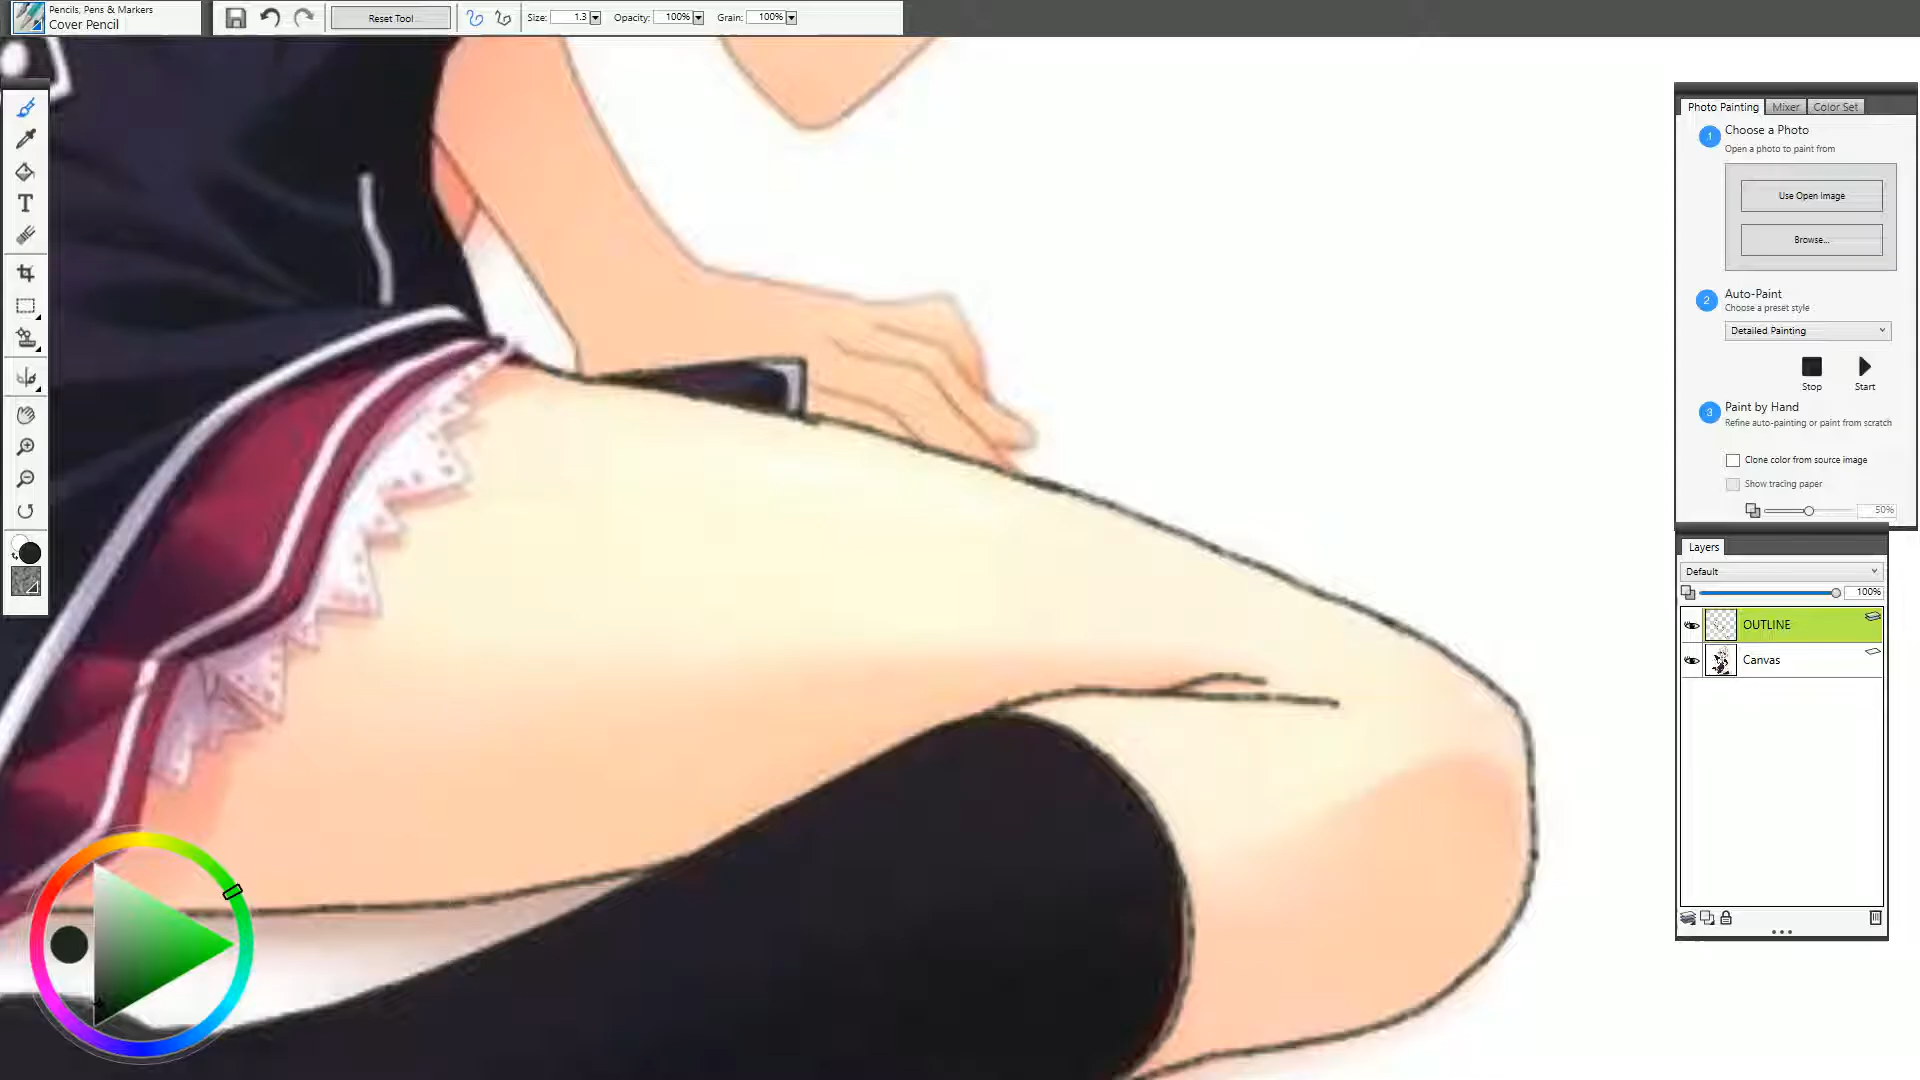 Pencils, Pens & Markers
Cover Pencil
Reset Tool
Size: 1.3
Opacity: 100%
Grain: 100%
T
Photo Painting
Mixer
Color Set
1
Choose a Photo
Open a photo to paint from
Use Open Image
Browse...
2
Auto-Paint
Choose a preset style
Detailed Painting
Stop
Start
3
Paint by Hand
Refine auto-painting or paint from scratch
Clone color from source image
Show tracing paper
50%
Layers
Default
100%
OUTLINE
Canvas